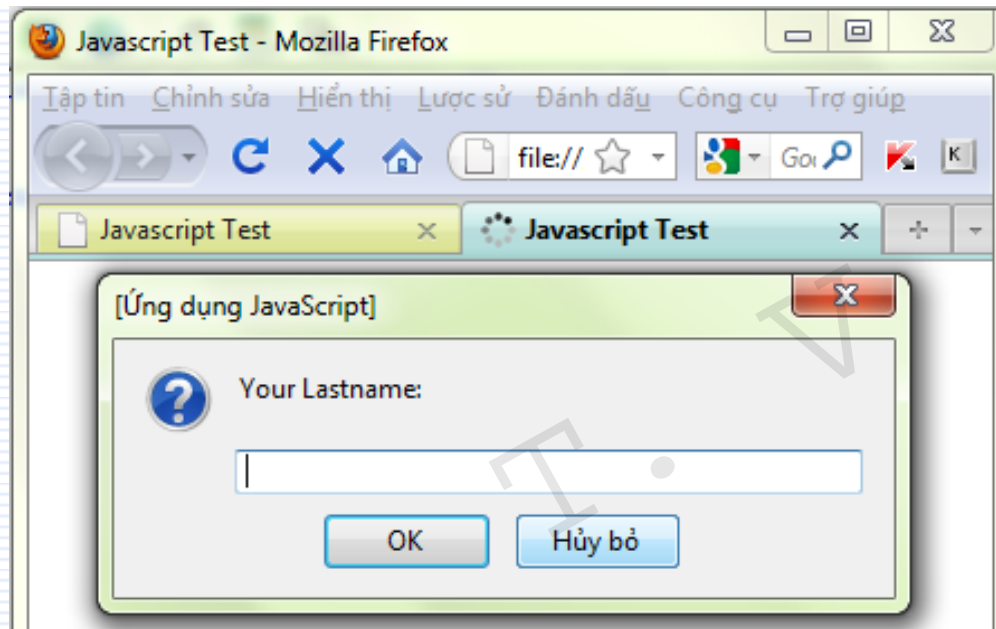 Javascript Test - Mozilla Firefox
Tập tin Chỉnh sửa Hiển thị Lược sử Đánh dấu Công cụ Trợ giúp
file:// Goo K
Javascript Test Javascript Test
[Ứng dụng JavaScript]
Your Lastname:
OK Hủy bỏ
T. V